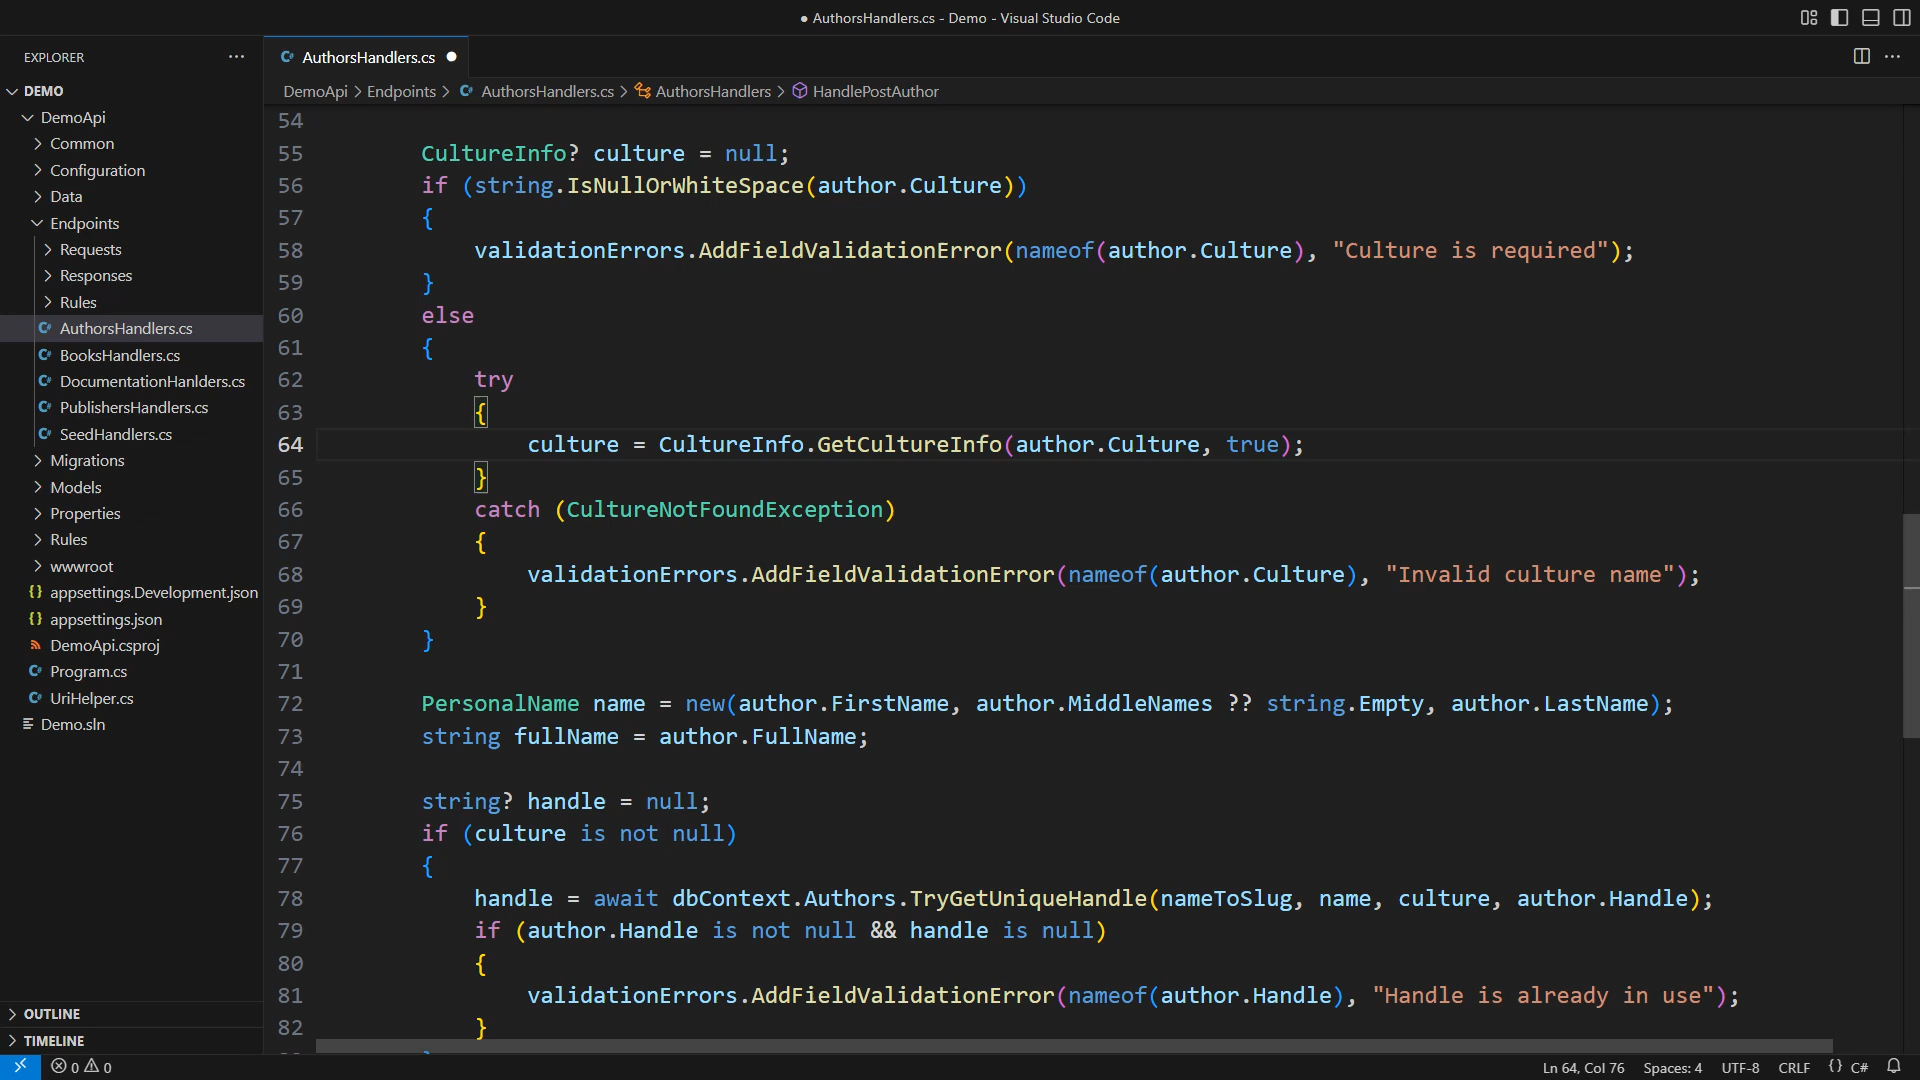 ● AuthorsHandlers.cs - Demo - Visual Studio Code
EXPLORER
DEMO
DemoApi
Common
Configuration
Data
Endpoints
Requests
Responses
Rules
AuthorsHandlers.cs
BooksHandlers.cs
DocumentationHanlders.cs
PublishersHandlers.cs
SeedHandlers.cs
Migrations
Models
Properties
Rules
wwwroot
appsettings.Development.json
appsettings.json
DemoApi.csproj
Program.cs
UriHelper.cs
Demo.sln
OUTLINE
TIMELINE
AuthorsHandlers.cs
DemoApi > Endpoints > AuthorsHandlers.cs > AuthorsHandlers > HandlePostAuthor
54
55 CultureInfo? culture = null;
56 if (string.IsNullOrWhiteSpace(author.Culture))
57 {
58 validationErrors.AddFieldValidationError(nameof(author.Culture), "Culture is required");
59 }
60 else
61 {
62 try
63 {
64 culture = CultureInfo.GetCultureInfo(author.Culture, true);
65 }
66 catch (CultureNotFoundException)
67 {
68 validationErrors.AddFieldValidationError(nameof(author.Culture), "Invalid culture name");
69 }
70 }
71
72 PersonalName name = new(author.FirstName, author.MiddleNames ?? string.Empty, author.LastName);
73 string fullName = author.FullName;
74
75 string? handle = null;
76 if (culture is not null)
77 {
78 handle = await dbContext.Authors.TryGetUniqueHandle(nameToSlug, name, culture, author.Handle);
79 if (author.Handle is not null && handle is null)
80 {
81 validationErrors.AddFieldValidationError(nameof(author.Handle), "Handle is already in use");
82 }
0 0
Ln 64, Col 76 Spaces: 4 UTF-8 CRLF {} C#